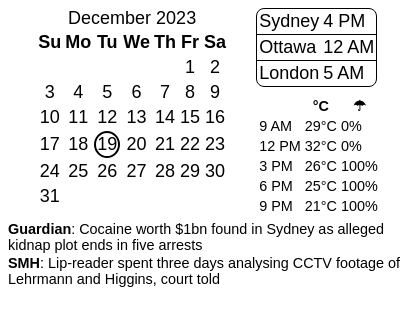 December 2023
Su Mo Tu We Th Fr Sa
1 2
3 4 5 6 7 8 9
10 11 12 13 14 15 16
17 18 19 20 21 22 23
24 25 26 27 28 29 30
31
Sydney 4 PM
Ottawa 12 AM
London 5 AM
°C ☂
9 AM 29°C 0%
12 PM 32°C 0%
3 PM 26°C 100%
6 PM 25°C 100%
9 PM 21°C 100%
Guardian: Cocaine worth $1bn found in Sydney as alleged
kidnap plot ends in five arrests
SMH: Lip-reader spent three days analysing CCTV footage of
Lehrmann and Higgins, court told